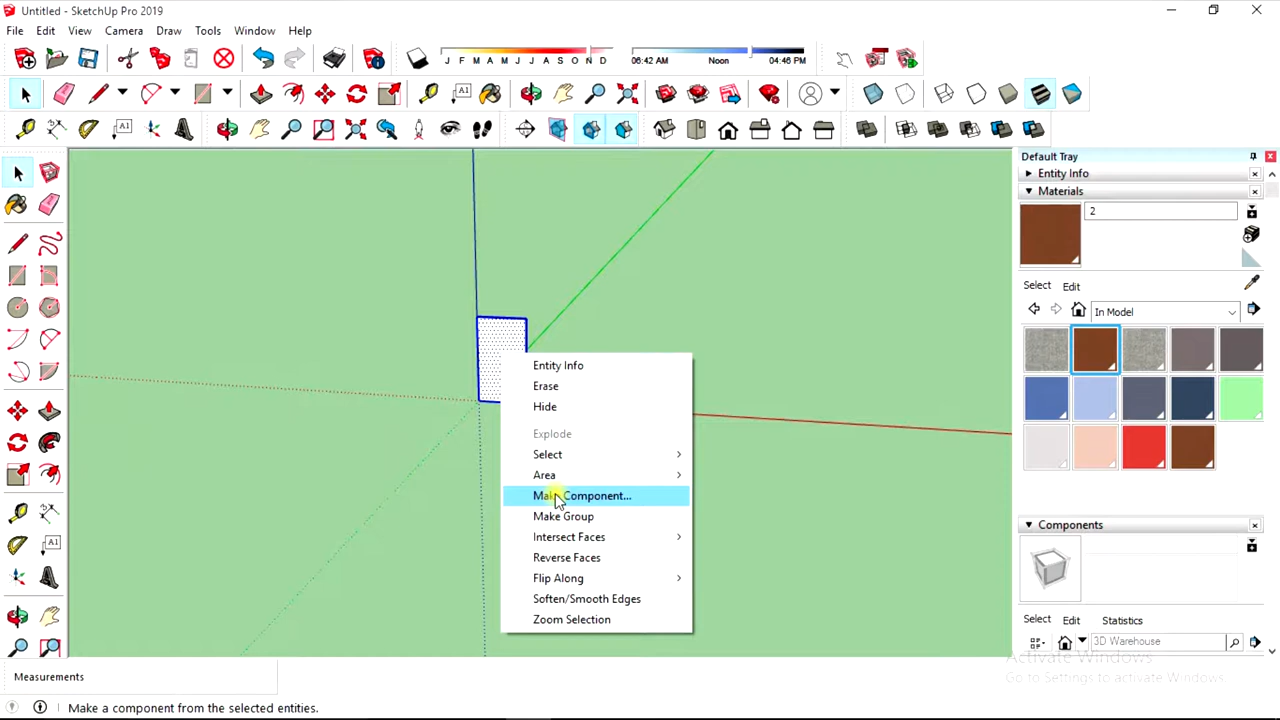 Untitled - SketchUp Pro 2019
File Edit View Camera Draw Tools Window Help
J F M A M J J A S O N D 06:42 AM Noon 04:46 PM
A1
A1
Default Tray
Entity Info
Materials
2
Select Edit
In Model
Entity Info
Erase
Hide
Explode
Select
Area
Make Component...
Make Group
Intersect Faces
Reverse Faces
Flip Along
Soften/Smooth Edges
Zoom Selection
A1
Components
Select Edit Statistics
3D Warehouse
Activate Windows
Go to Settings to activate Windows.
Measurements
Make a component from the selected entities.